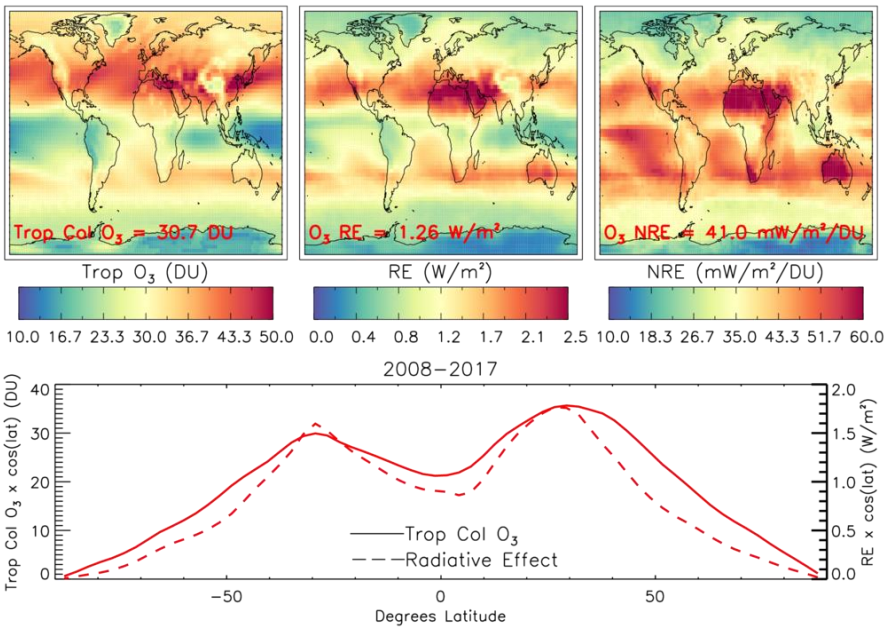 Trop Col O₃ = 30.7 DU
O₃ RE = 1.26 W/m²
O₃ NRE = 41.0 mW/m²/DU
Trop O₃ (DU)
RE (W/m²)
NRE (mW/m²/DU)
10.0 16.7 23.3 30.0 36.7 43.3 50.0
0.0 0.4 0.8 1.2 1.7 2.1 2.5
10.0 18.3 26.7 35.0 43.3 51.7 60.0
2008-2017
Trop Col O₃ x cos(lat) (DU)
40
30
20
10
0
2.0
1.5
1.0
0.5
0.0
RE x cos(lat) (W/m²)
Trop Col O₃
Radiative Effect
-50 0 50
Degrees Latitude